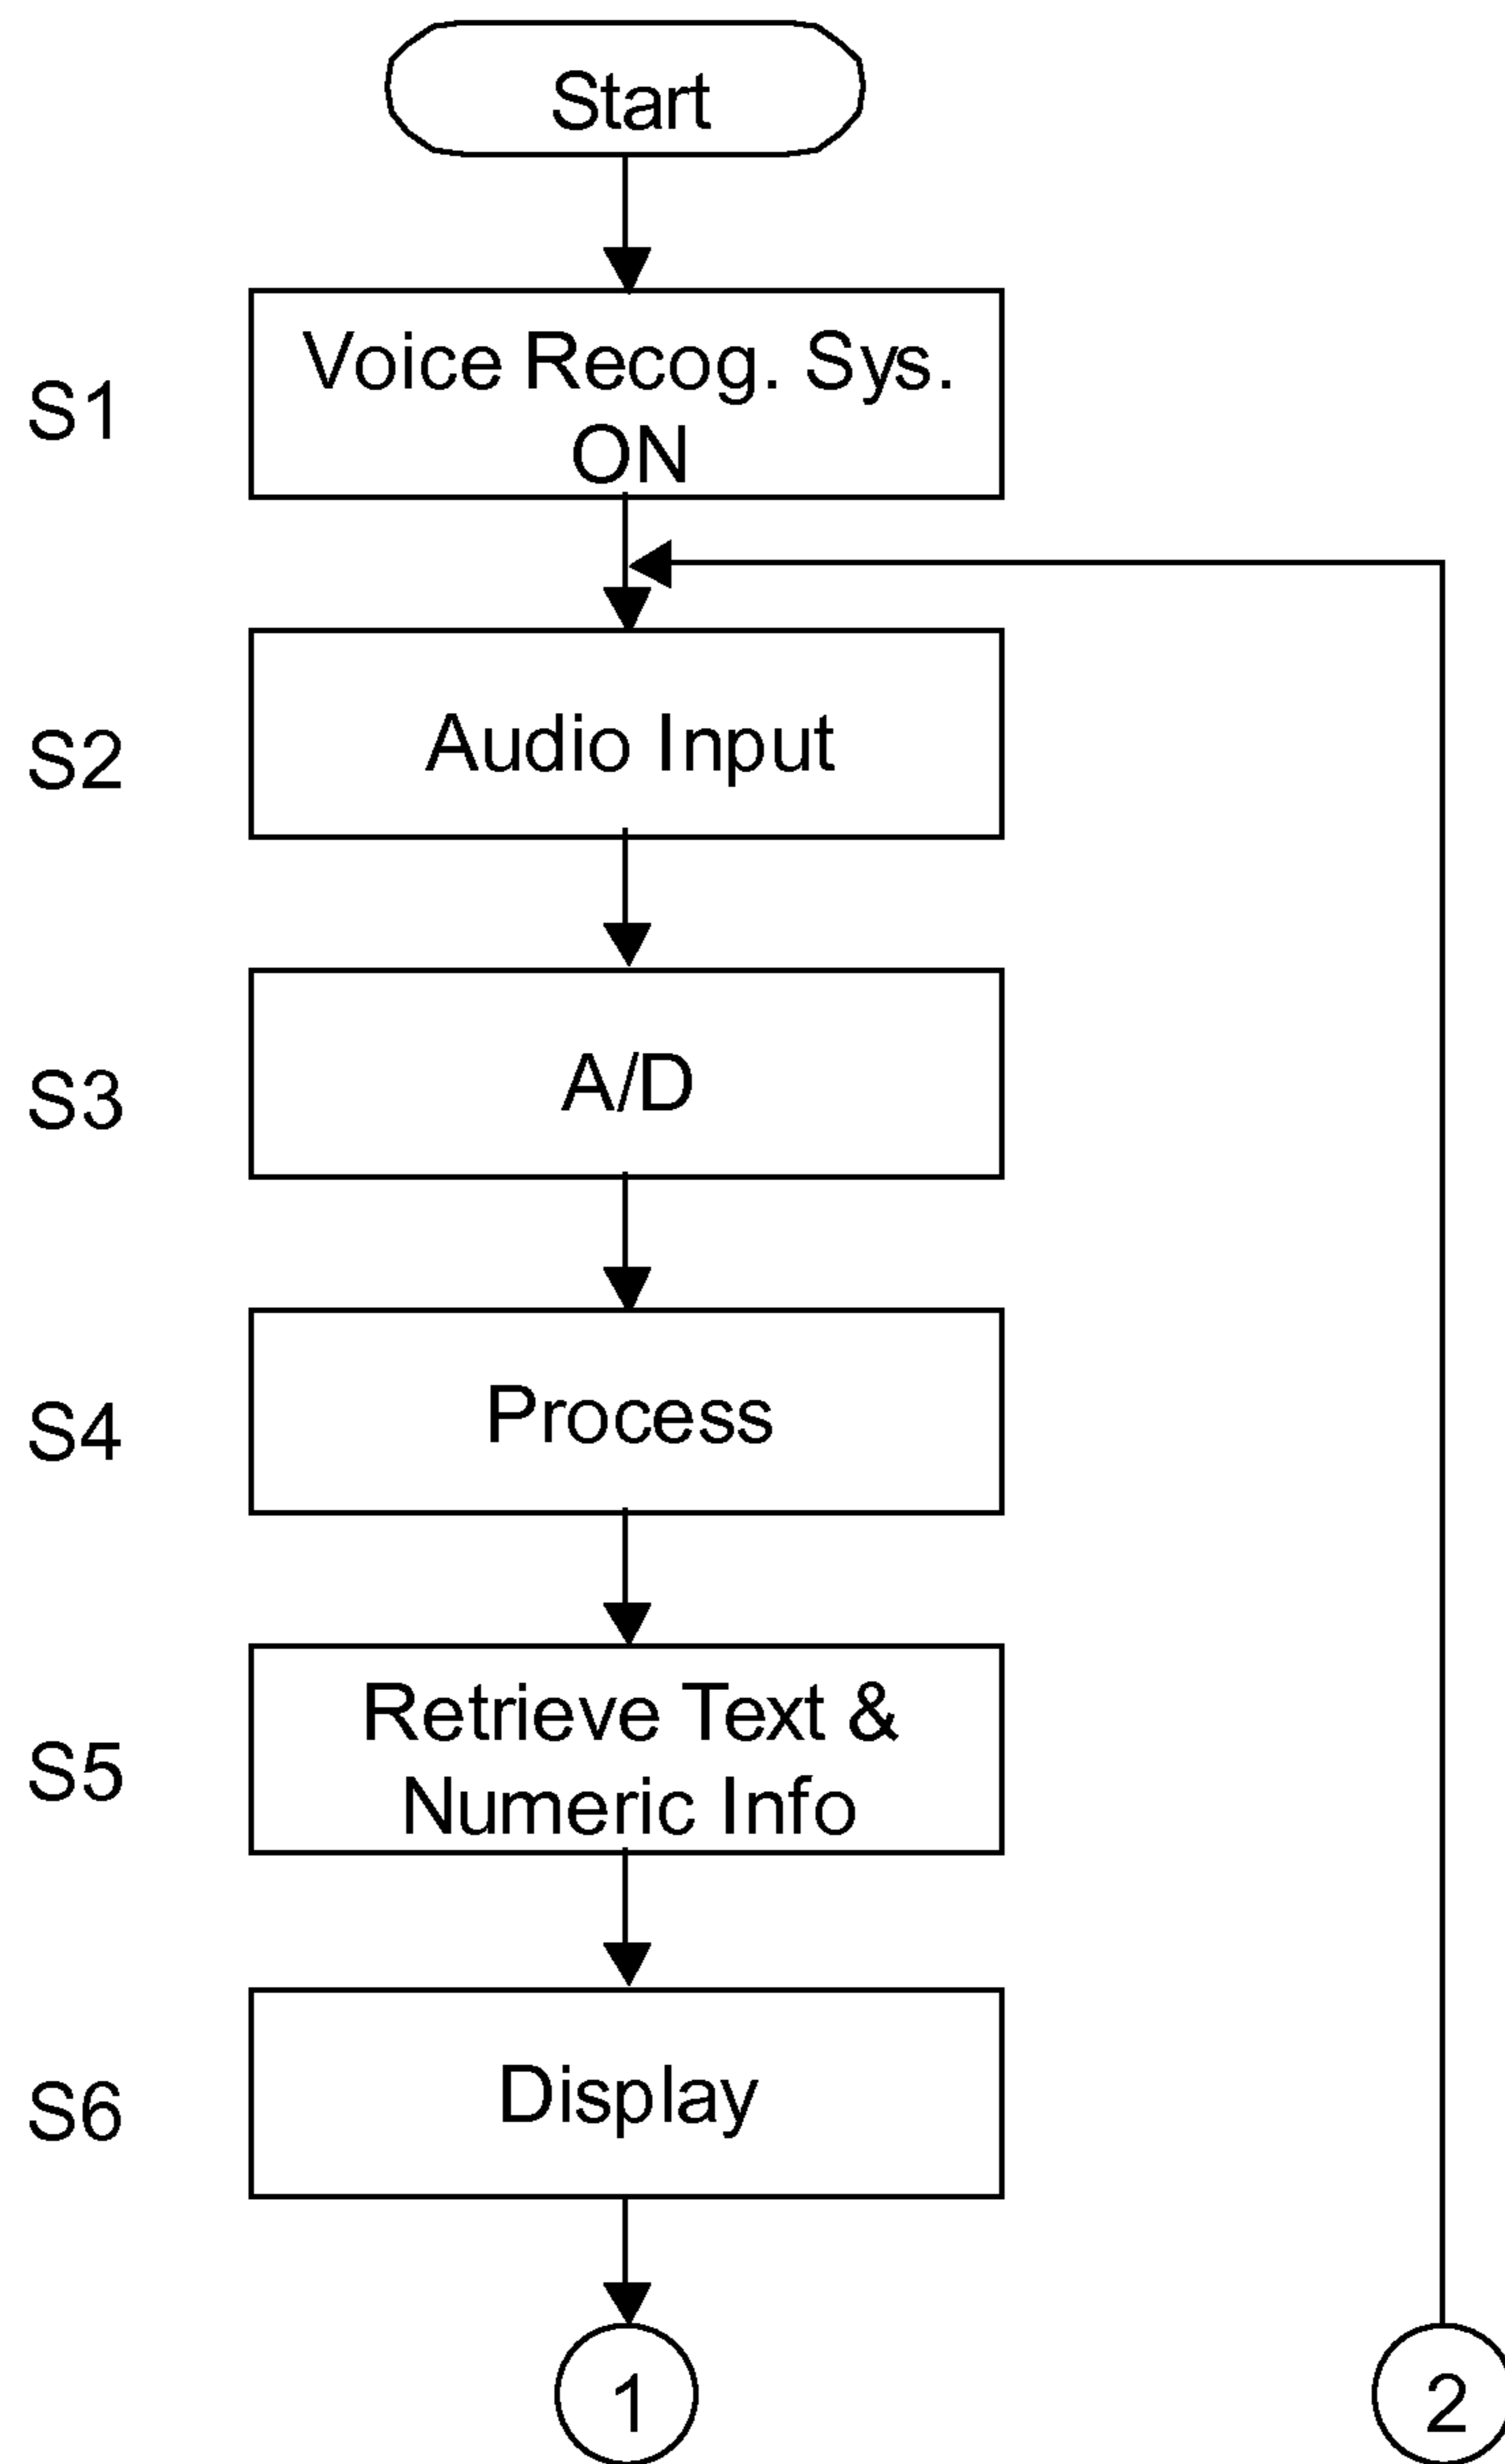 Start
S1
Voice Recog. Sys.
ON
S2
Audio Input
S3
A/D
S4
Process
S5
Retrieve Text &
Numeric Info
S6
Display
1
2